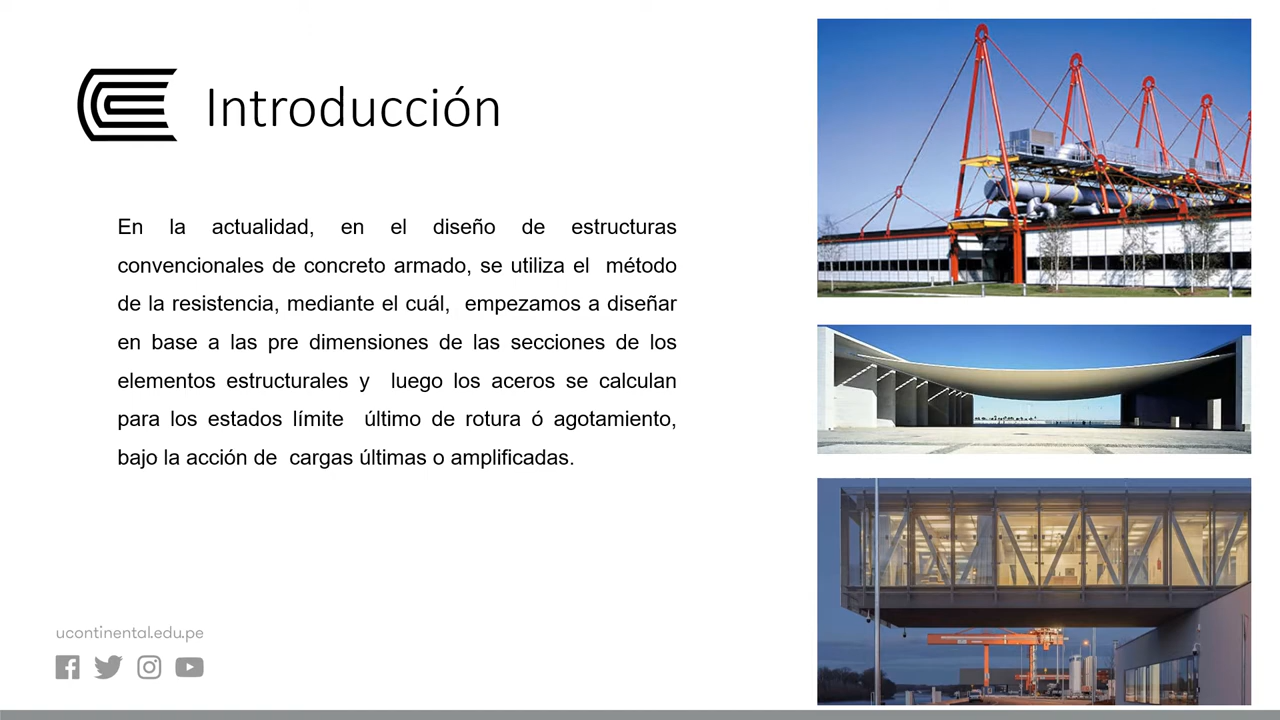 Introducción
En la actualidad, en el diseño de estructuras
convencionales de concreto armado, se utiliza el método
de la resistencia, mediante el cuál, empezamos a diseñar
en base a las pre dimensiones de las secciones de los
elementos estructurales y luego los aceros se calculan
para los estados límite último de rotura ó agotamiento,
bajo la acción de cargas últimas o amplificadas.
ucontinental.edu.pe